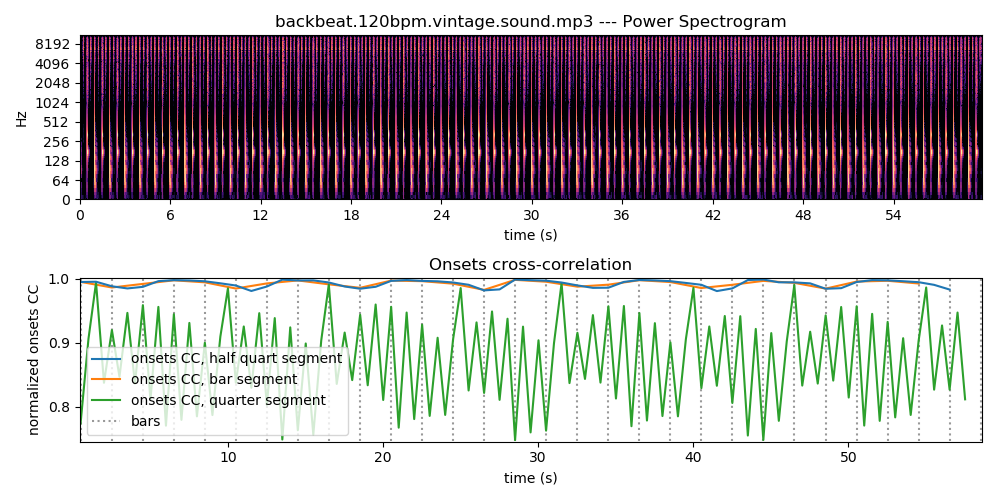 backbeat.120bpm.vintage.sound.mp3 --- Power Spectrogram
Hz
8192
4096
2048
1024
512
256
128
64
0
0 6 12 18 24 30 36 42 48 54
time (s)
Onsets cross-correlation
normalized onsets CC
1.0
0.9
0.8
onsets CC, half quart segment
onsets CC, bar segment
onsets CC, quarter segment
bars
10 20 30 40 50
time (s)